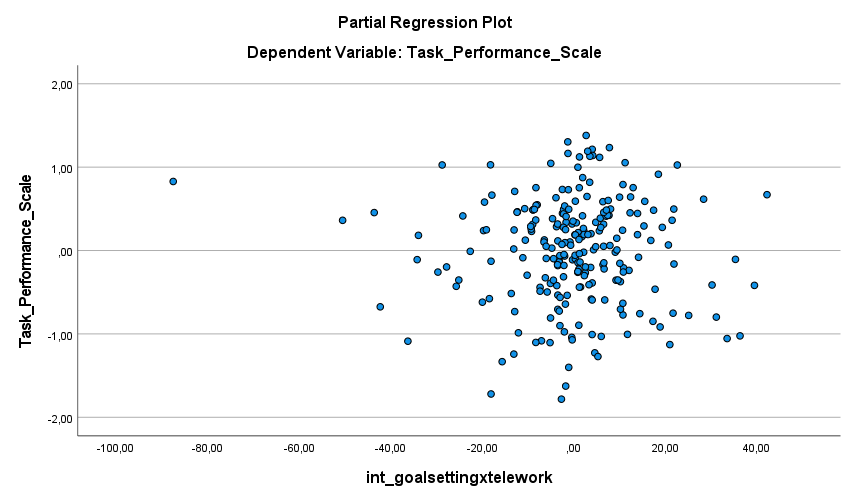 Partial Regression Plot
Dependent Variable: Task_Performance_Scale
2,00
1,00
,00
-1,00
-2,00
Task_Performance_Scale
-100,00 -80,00 -60,00 -40,00 -20,00 ,00 20,00 40,00
int_goalsettingxtelework